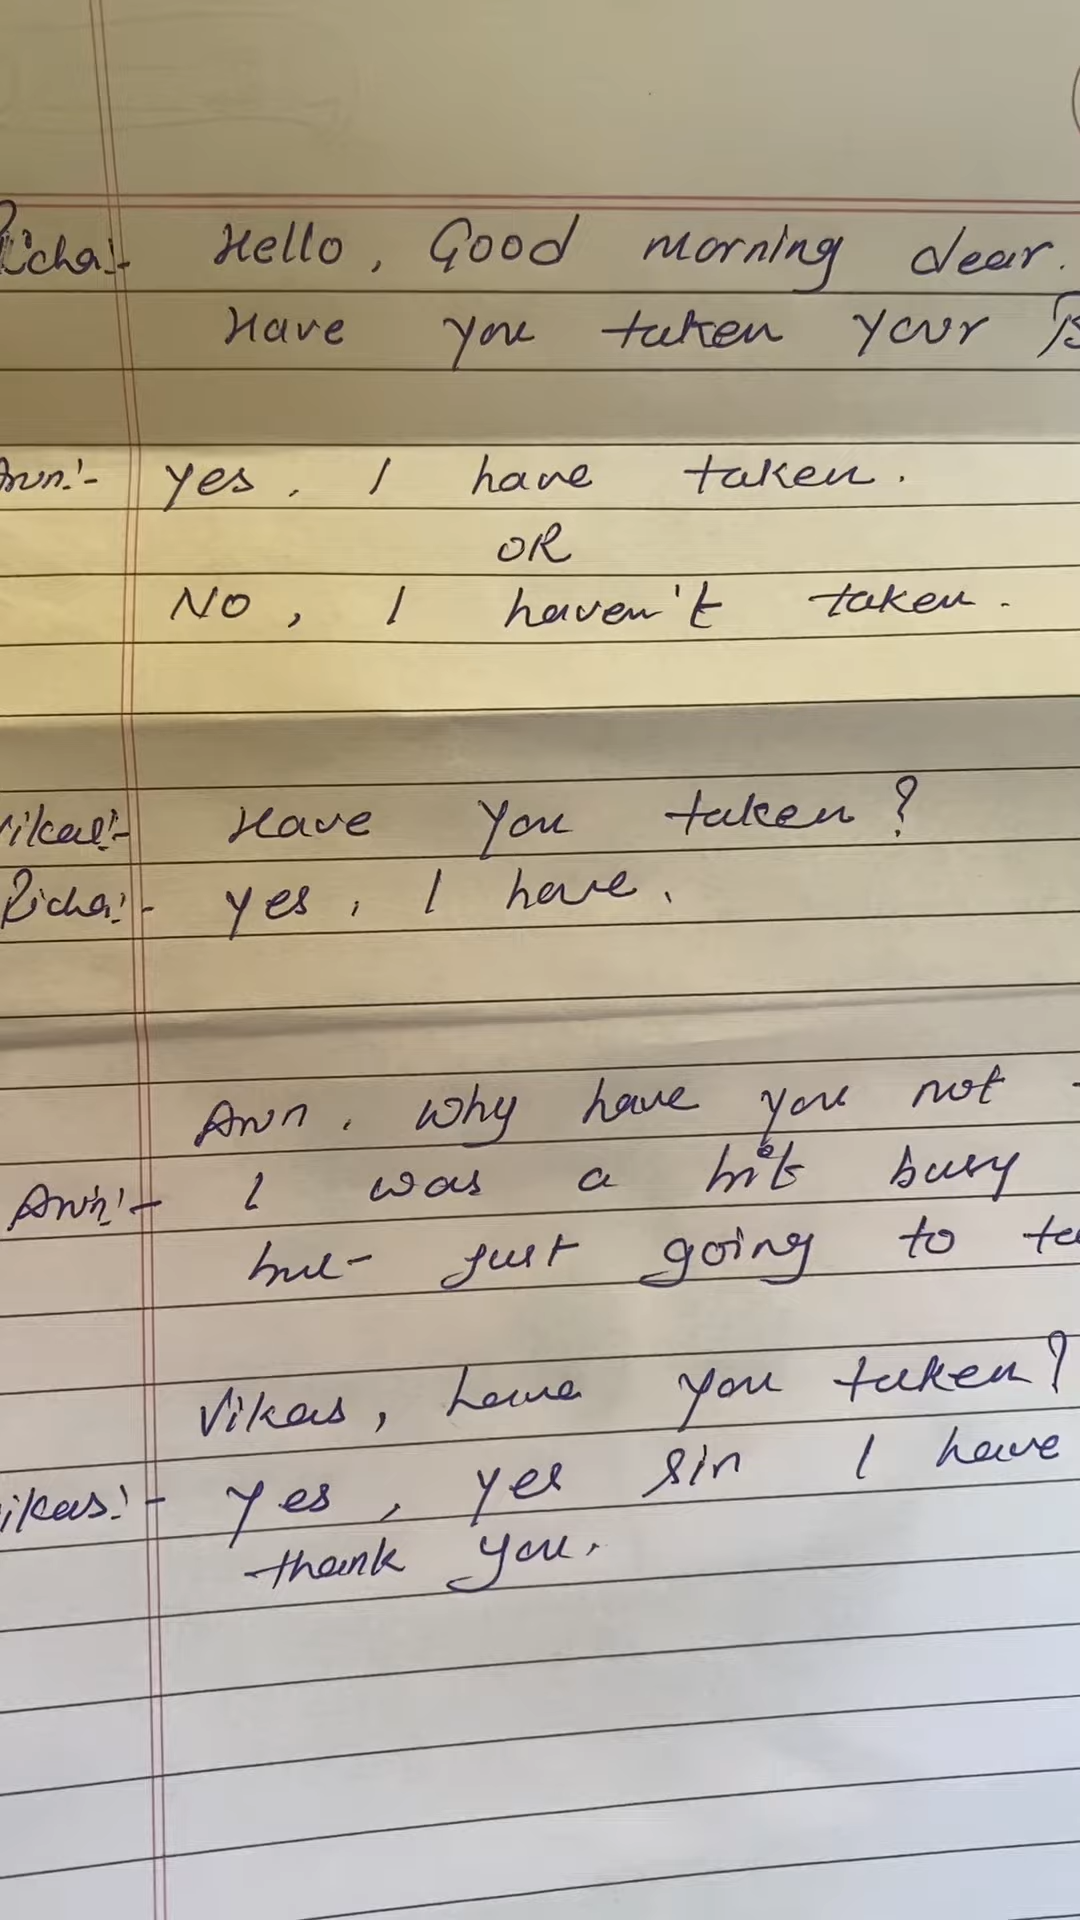 Richa:- Hello, Good morning dear.
Have you taken your B
Arun:- Yes, I have taken.
OR
NO, I haven't taken.
Vikas:- Have you taken?
Richa:- Yes, I have.
Arun, why have you not
Arun:- I was a bit busy
but just going to ta
Vikas, have you taken?
Vikas:- Yes, yes sir I have
thank you.